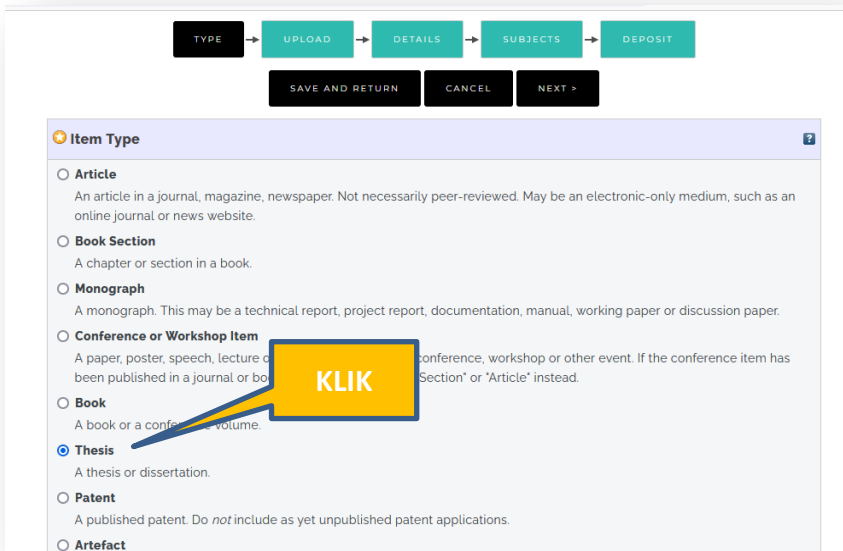 TYPE UPLOAD DETAILS SUBJECTS DEPOSIT
SAVE AND RETURN CANCEL NEXT >
Item Type
Article
An article in a journal, magazine, newspaper. Not necessarily peer-reviewed. May be an electronic-only medium, such as an
online journal or news website.
Book Section
A chapter or section in a book.
Monograph
A monograph. This may be a technical report, project report, documentation, manual, working paper or discussion paper.
Conference or Workshop Item
A paper, poster, speech, lecture conference, workshop or other event. If the conference item has
been published in a journal or Section" or "Article" instead.
KLIK
Book
A book or a volume.
Thesis
A thesis or dissertation.
Patent
A published patent. Do not include as yet unpublished patent applications.
Artefact